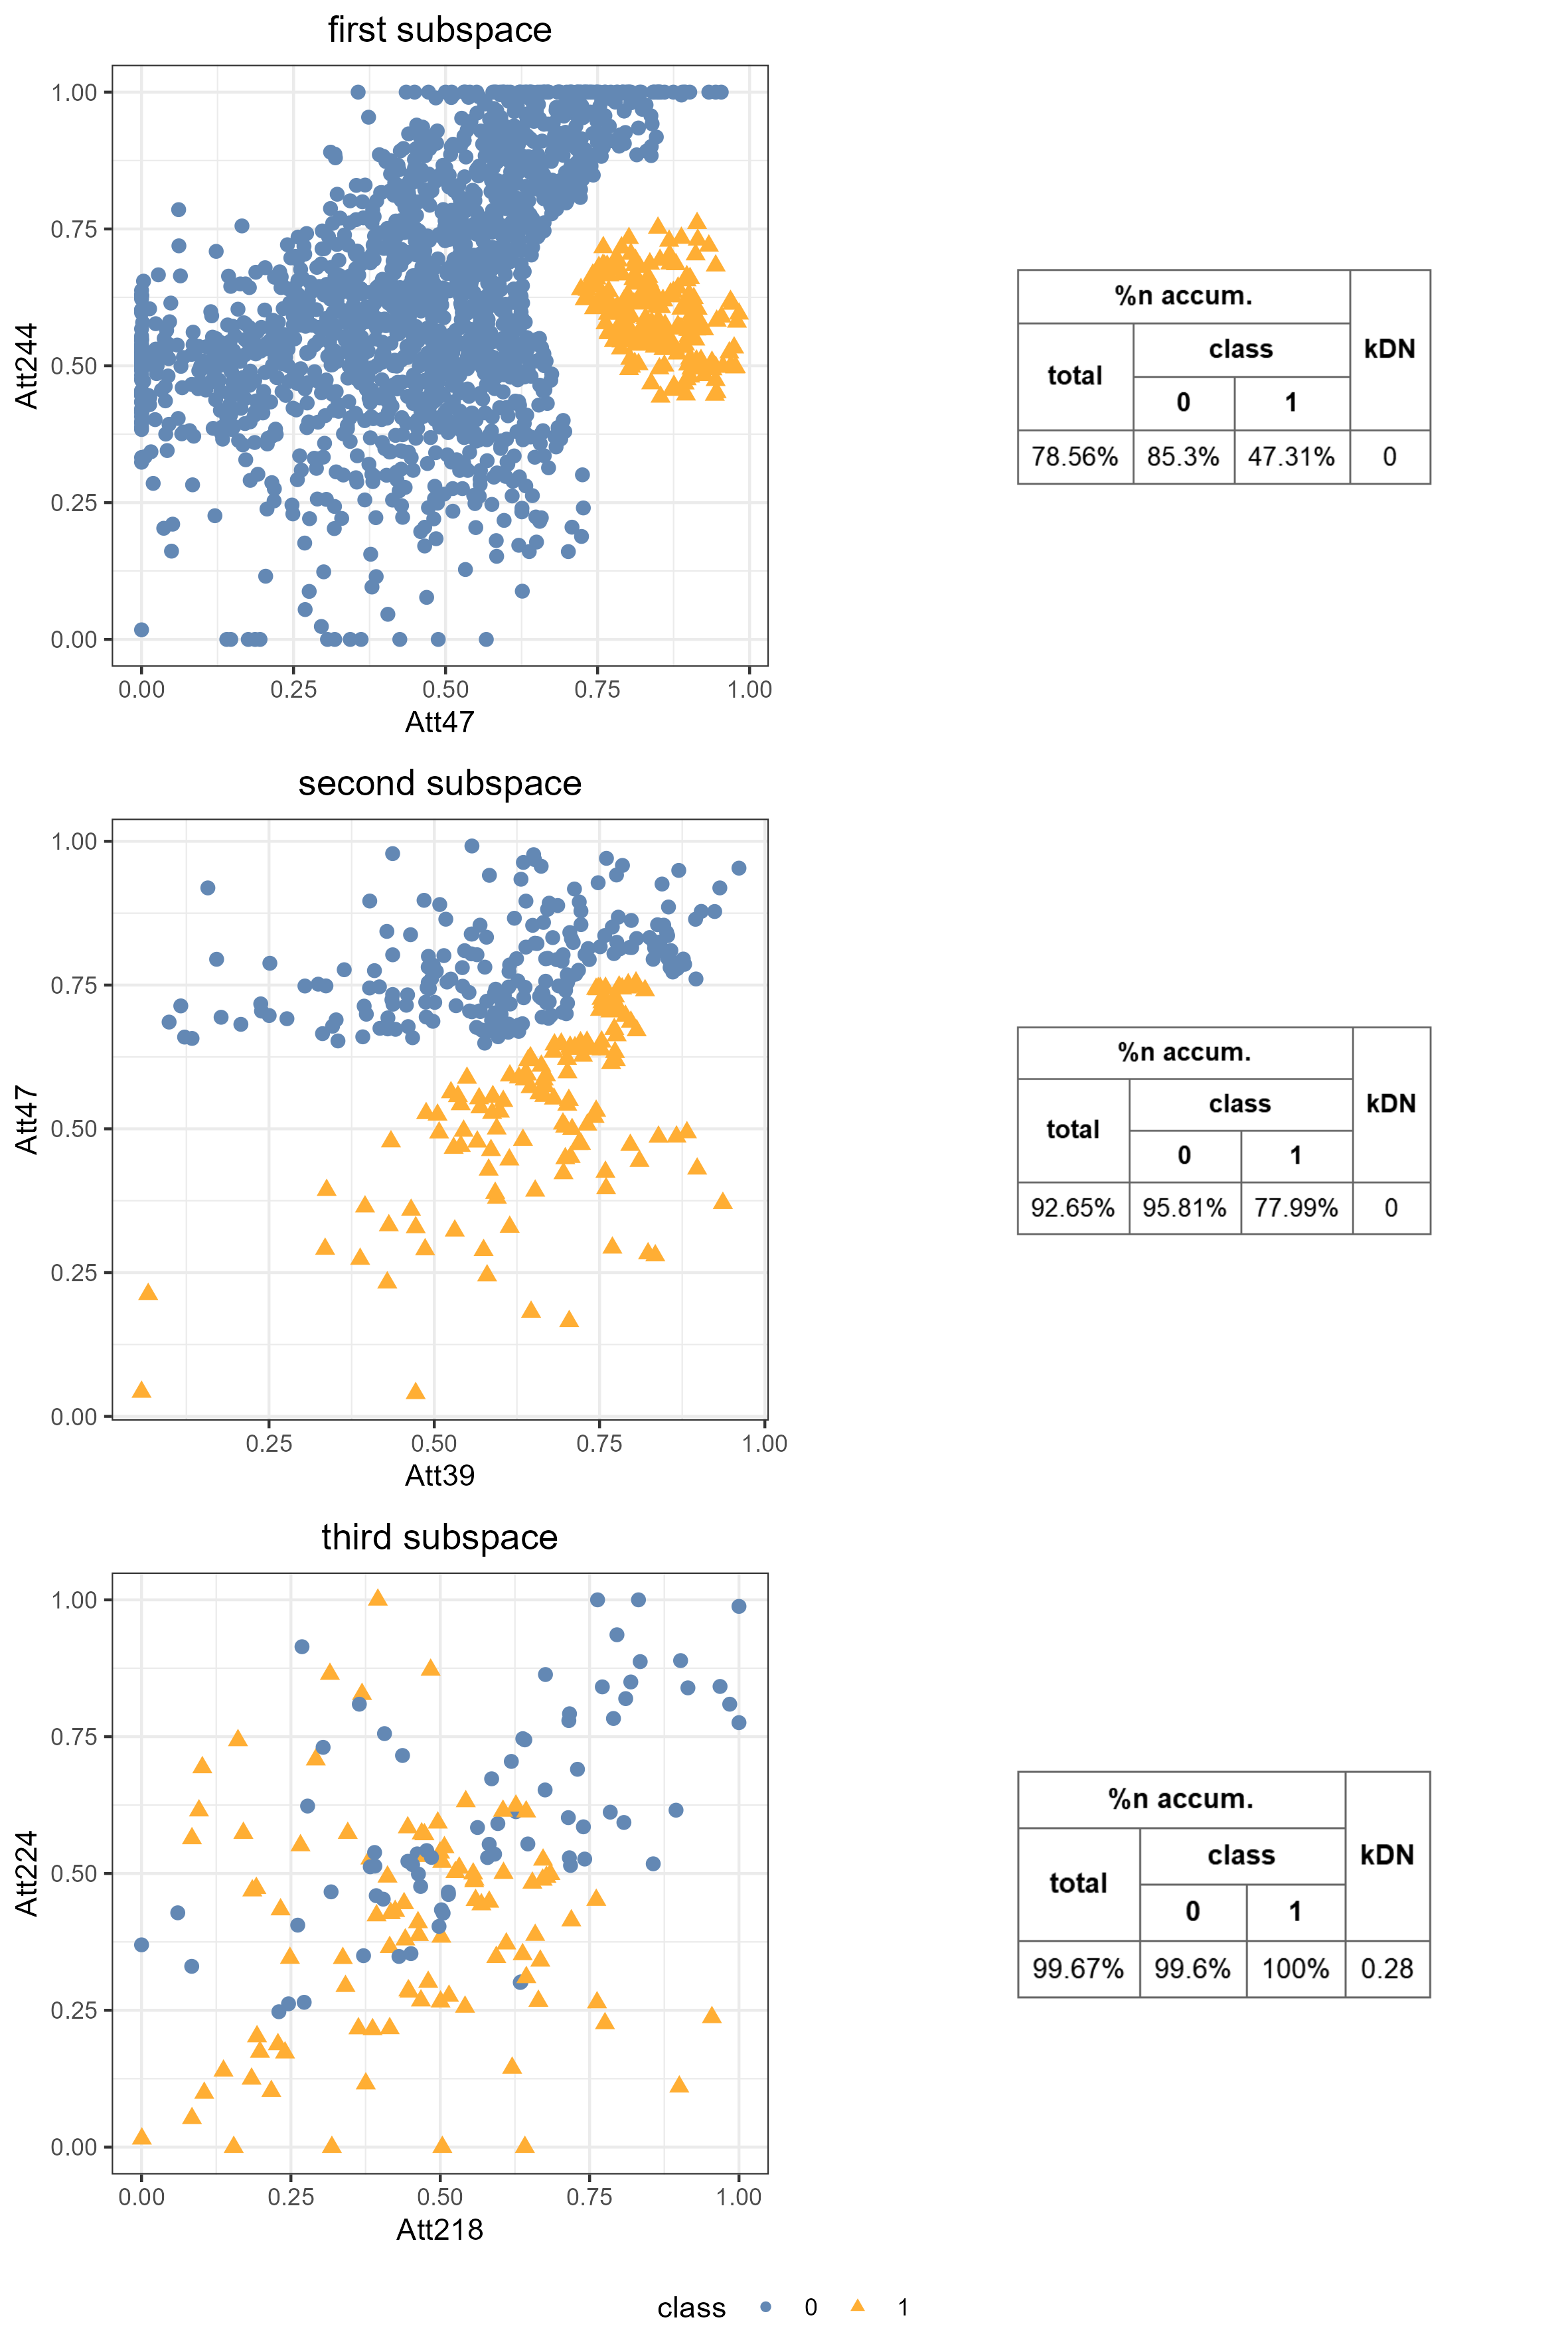 first subspace
1.00
0.75
0.50
0.25
0.00
Att244
0.00 0.25 0.50 0.75 1.00
Att47
%n accum. kDN
total class
0 1
78.56% 85.3% 47.31% 0
second subspace
1.00
0.75
0.50
0.25
0.00
Att47
0.25 0.50 0.75 1.00
Att39
%n accum. kDN
total class
0 1
92.65% 95.81% 77.99% 0
third subspace
1.00
0.75
0.50
0.25
0.00
Att224
0.00 0.25 0.50 0.75 1.00
Att218
%n accum. kDN
total class
0 1
99.67% 99.6% 100% 0.28
class 0 1